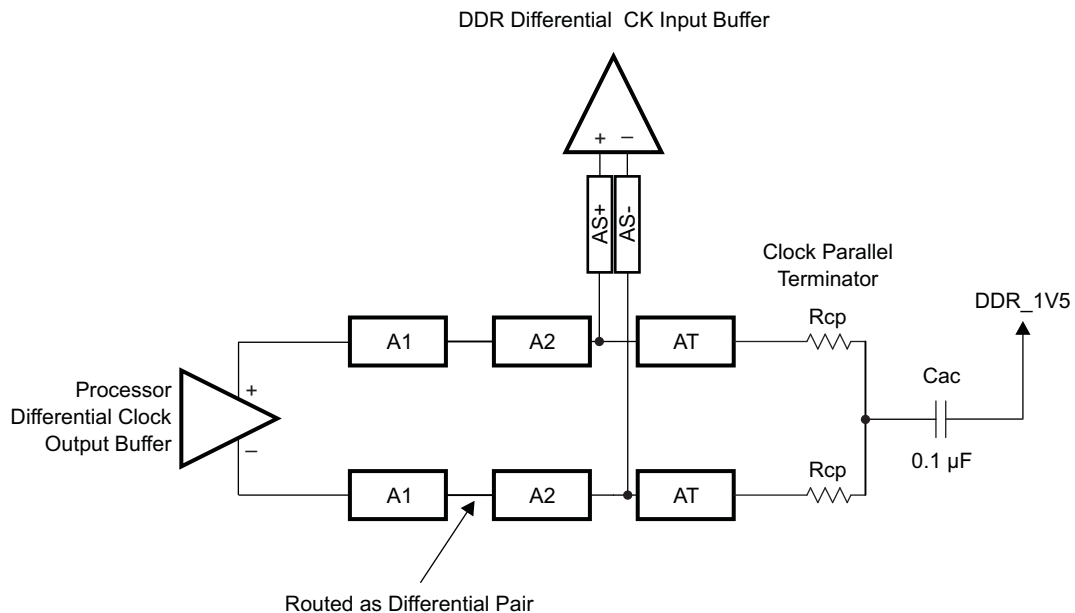 DDR Differential CK Input Buffer
+ −
AS+
AS-
Clock Parallel
Terminator
DDR_1V5
Rcp
A1
A2
AT
Processor
Differential Clock
Output Buffer
+
−
Cac
0.1 µF
Rcp
A1
A2
AT
Routed as Differential Pair